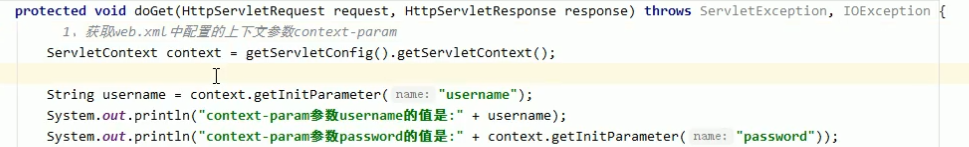 protected void doGet(HttpServletRequest request, HttpServletResponse response) throws ServletException, IOException {
1、获取web.xml中配置的上下文参数context-param
ServletContext context = getServletConfig().getServletContext();
String username = context.getInitParameter( name: "username");
System.out.println("context-param参数username的值是:" + username);
System.out.println("context-param参数password的值是:" + context.getInitParameter( name: "password"));